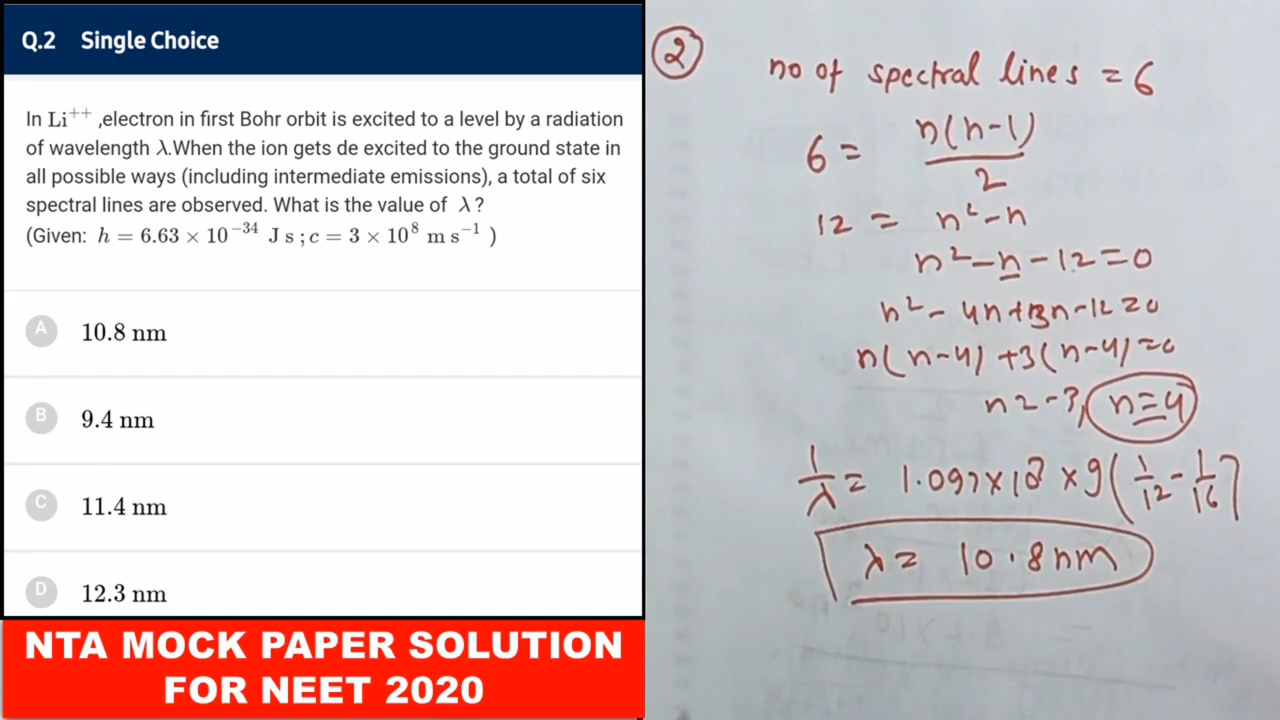 Q.2 Single Choice
In Li⁺⁺ ,electron in first Bohr orbit is excited to a level by a radiation
of wavelength λ.When the ion gets de excited to the ground state in
all possible ways (including intermediate emissions), a total of six
spectral lines are observed. What is the value of λ?
(Given: h = 6.63 × 10⁻³⁴ J s ; c = 3 × 10⁸ m s⁻¹ )
A 10.8 nm
B 9.4 nm
C 11.4 nm
D 12.3 nm
NTA MOCK PAPER SOLUTION
FOR NEET 2020
2
no of spectral lines = 6
6 = n(n-1)/2
12 = n² - n
n² - n - 12 = 0
n² - 4n + 3n - 12 = 0
n(n-4) + 3(n-4) = 0
n = -3, n = 4
1/λ = 1.097 × 10⁷ × 9 (1/1² - 1/16)
λ = 10.8 nm